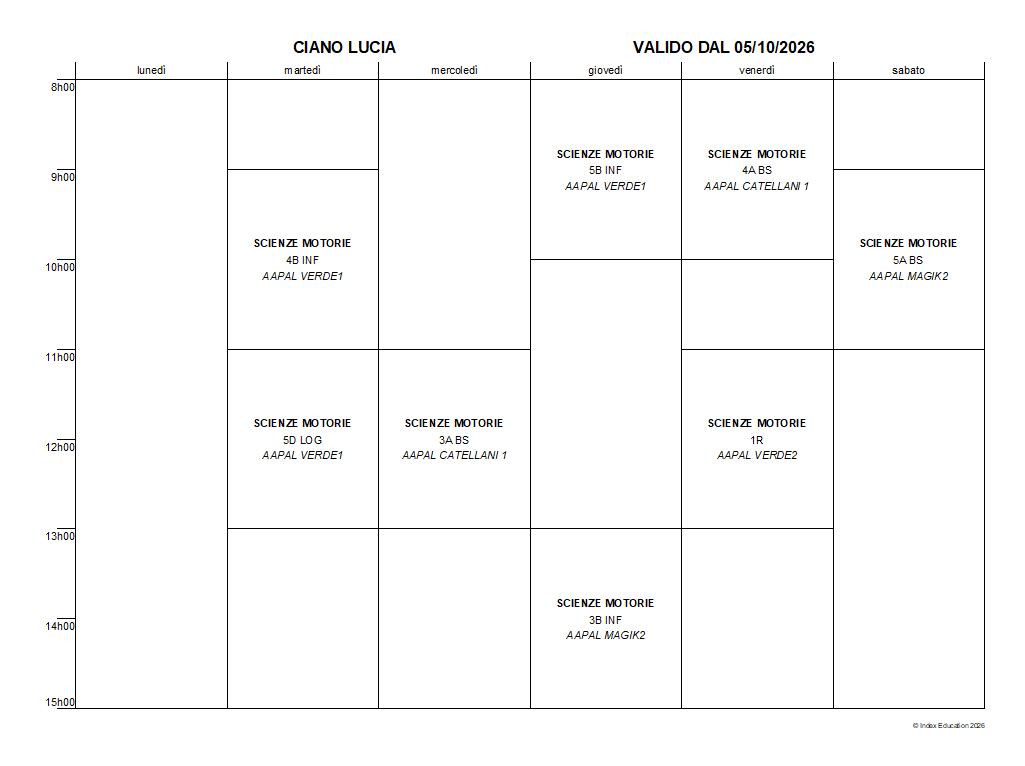 CIANO LUCIA
VALIDO DAL 05/10/2026
lunedì
martedì
mercoledì
giovedì
venerdì
sabato
8h00
SCIENZE MOTORIE
5B INF
AAPAL VERDE1
SCIENZE MOTORIE
4A BS
AAPAL CATELLANI 1
9h00
SCIENZE MOTORIE
4B INF
AAPAL VERDE1
SCIENZE MOTORIE
5A BS
AAPAL MAGIK2
10h00
11h00
SCIENZE MOTORIE
5D LOG
AAPAL VERDE1
SCIENZE MOTORIE
3A BS
AAPAL CATELLANI 1
SCIENZE MOTORIE
1R
AAPAL VERDE2
12h00
13h00
SCIENZE MOTORIE
3B INF
AAPAL MAGIK2
14h00
15h00
© Index Education 2026